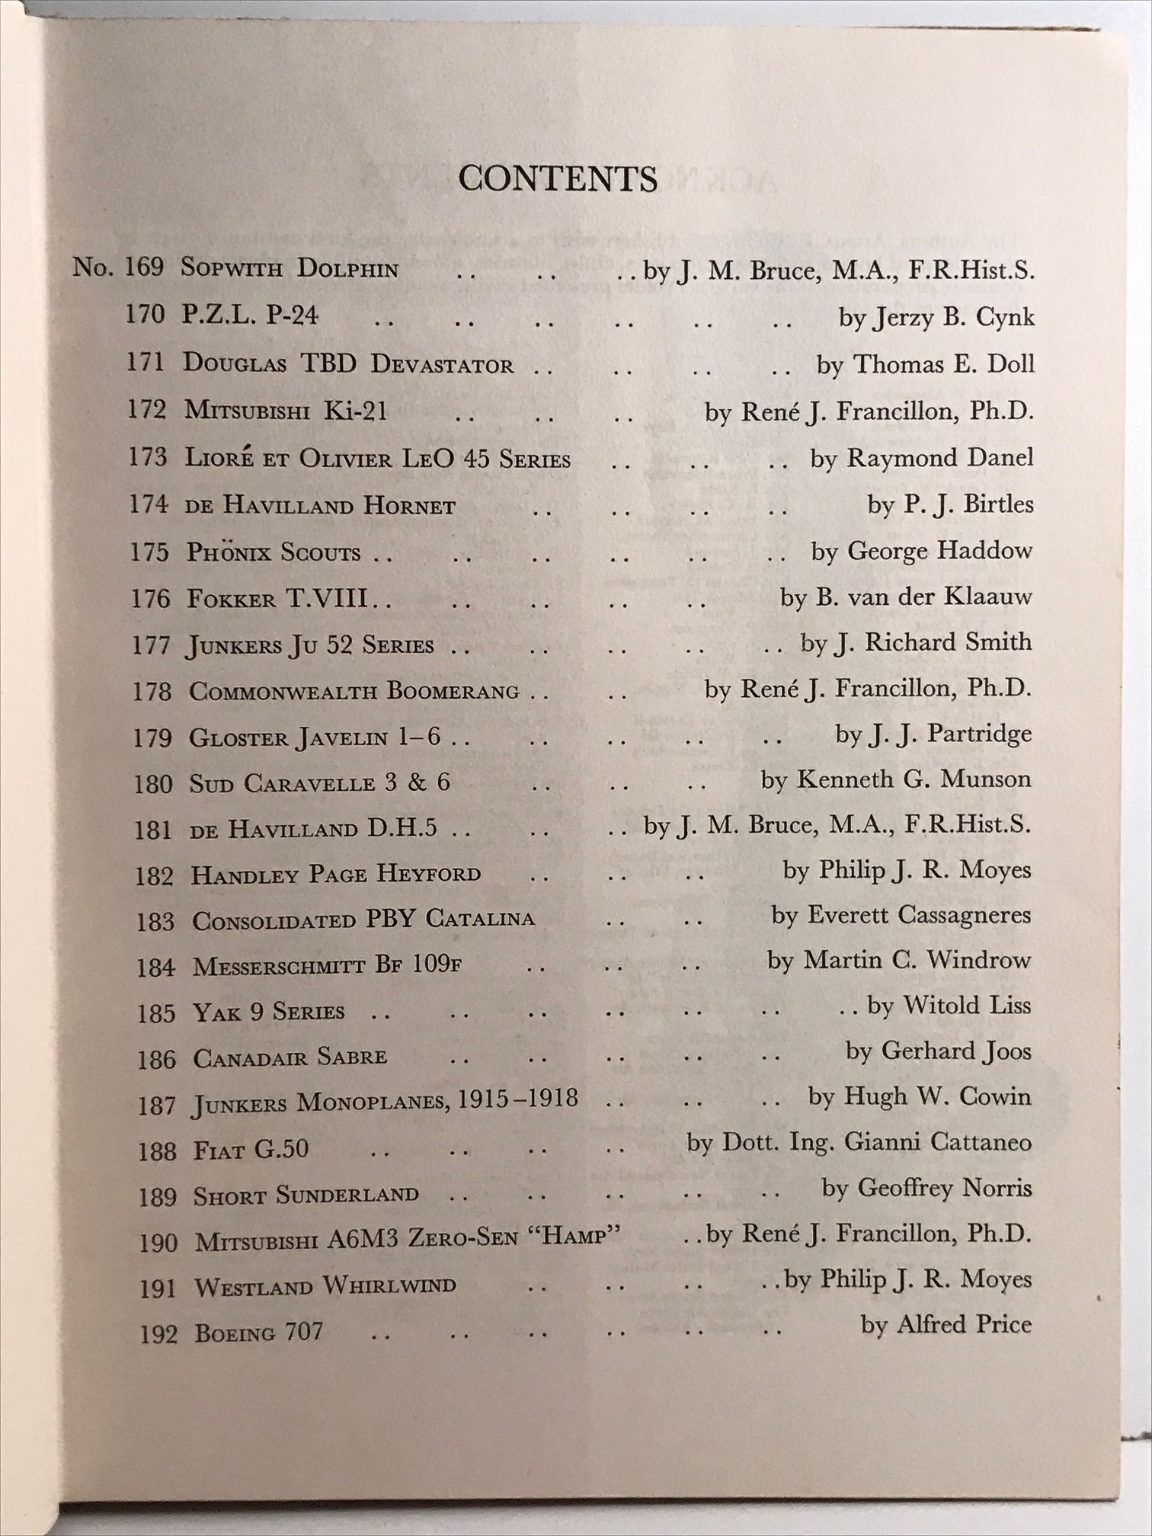 CONTENTS
No. 169 Sopwith Dolphin .. .. .. by J. M. Bruce, M.A., F.R.Hist.S.
170 P.Z.L. P-24 .. .. .. .. .. .. by Jerzy B. Cynk
171 Douglas TBD Devastator .. .. .. .. by Thomas E. Doll
172 Mitsubishi Ki-21 .. .. .. by René J. Francillon, Ph.D.
173 Lioré et Olivier LeO 45 Series .. .. .. by Raymond Danel
174 de Havilland Hornet .. .. .. .. by P. J. Birtles
175 Phönix Scouts .. .. .. .. .. .. by George Haddow
176 Fokker T.VIII .. .. .. .. .. by B. van der Klaauw
177 Junkers Ju 52 Series .. .. .. .. .. by J. Richard Smith
178 Commonwealth Boomerang .. .. by René J. Francillon, Ph.D.
179 Gloster Javelin 1–6 .. .. .. .. .. by J. J. Partridge
180 Sud Caravelle 3 & 6 .. .. .. by Kenneth G. Munson
181 de Havilland D.H.5 .. .. .. by J. M. Bruce, M.A., F.R.Hist.S.
182 Handley Page Heyford .. .. .. by Philip J. R. Moyes
183 Consolidated PBY Catalina .. .. by Everett Cassagneres
184 Messerschmitt Bf 109F .. .. .. by Martin C. Windrow
185 Yak 9 Series .. .. .. .. .. .. .. by Witold Liss
186 Canadair Sabre .. .. .. .. .. by Gerhard Joos
187 Junkers Monoplanes, 1915–1918 .. .. .. by Hugh W. Cowin
188 Fiat G.50 .. .. .. .. by Dott. Ing. Gianni Cattaneo
189 Short Sunderland .. .. .. .. .. by Geoffrey Norris
190 Mitsubishi A6M3 Zero-Sen “Hamp” .. by René J. Francillon, Ph.D.
191 Westland Whirlwind .. .. .. .. by Philip J. R. Moyes
192 Boeing 707 .. .. .. .. .. .. by Alfred Price